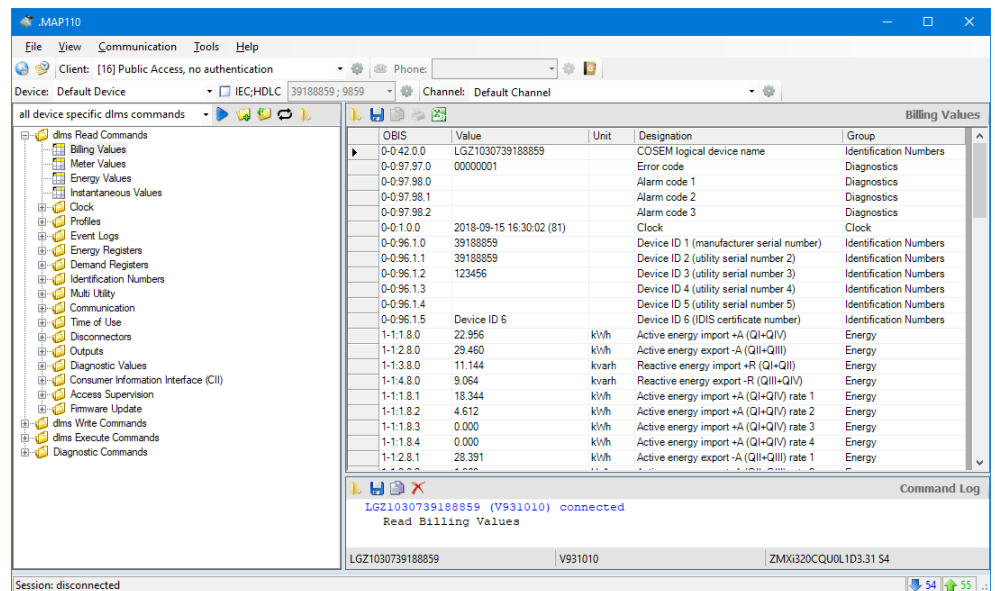 .MAP110
File View Communication Tools Help
Client: [16] Public Access, no authentication Phone:
Device: Default Device IEC;HDLC 39188859 ; 9859 Channel: Default Channel
all device specific dlms commands
dlms Read Commands
Billing Values
Meter Values
Energy Values
Instantaneous Values
Clock
Profiles
Event Logs
Energy Registers
Demand Registers
Identification Numbers
Multi Utility
Communication
Time of Use
Disconnectors
Outputs
Diagnostic Values
Consumer Information Interface (CII)
Access Supervision
Firmware Update
dlms Write Commands
dlms Execute Commands
Diagnostic Commands
Billing Values
OBIS Value Unit Designation Group
0-0:42.0.0 LGZ1030739188859 COSEM logical device name Identification Numbers
0-0:97.97.0 00000001 Error code Diagnostics
0-0:97.98.0 Alarm code 1 Diagnostics
0-0:97.98.1 Alarm code 2 Diagnostics
0-0:97.98.2 Alarm code 3 Diagnostics
0-0:1.0.0 2018-09-15 16:30:02 (81) Clock Clock
0-0:96.1.0 39188859 Device ID 1 (manufacturer serial number) Identification Numbers
0-0:96.1.1 39188859 Device ID 2 (utility serial number 2) Identification Numbers
0-0:96.1.2 123456 Device ID 3 (utility serial number 3) Identification Numbers
0-0:96.1.3 Device ID 4 (utility serial number 4) Identification Numbers
0-0:96.1.4 Device ID 5 (utility serial number 5) Identification Numbers
0-0:96.1.5 Device ID 6 Device ID 6 (IDIS certificate number) Identification Numbers
1-1:1.8.0 22.956 kWh Active energy import +A (QI+QIV) Energy
1-1:2.8.0 29.460 kWh Active energy export -A (QII+QIII) Energy
1-1:3.8.0 11.144 kvarh Reactive energy import +R (QI+QII) Energy
1-1:4.8.0 9.064 kvarh Reactive energy export -R (QIII+QIV) Energy
1-1:1.8.1 18.344 kWh Active energy import +A (QI+QIV) rate 1 Energy
1-1:1.8.2 4.612 kWh Active energy import +A (QI+QIV) rate 2 Energy
1-1:1.8.3 0.000 kWh Active energy import +A (QI+QIV) rate 3 Energy
1-1:1.8.4 0.000 kWh Active energy import +A (QI+QIV) rate 4 Energy
1-1:2.8.1 28.391 kWh Active energy export -A (QII+QIII) rate 1 Energy
Command Log
LGZ1030739188859 (V931010) connected
Read Billing Values
LGZ1030739188859 V931010 ZMXi320CQU0L1D3.31 S4
Session: disconnected 54 55